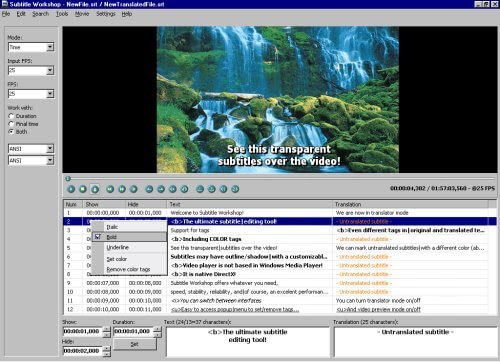 Subtitle Workshop - NewFile.srt / NewTranslatedFile.srt
File Edit Search Tools Movie Settings Help
Mode:
Time
Input FPS:
25
FPS:
25
Work with:
Duration
Final time
Both
ANSI
ANSI
See this transparent
subtitles over the video!
00:00:04,302 / 01:57:03,560 - @25 FPS
Num Show Hide Text Translation
1 00:00:00,000 00:00:01,000 Welcome to Subtitle Workshop! We are now in translator mode
2 <b>The ultimate subtitle|editing tool! - Untranslated subtitle -
3 Support for tags <b>Even different tags in|original and translated te...
4 <b>Including COLOR tags - Untranslated subtitle -
5 See this transparent|subtitles over the video! We can mark untranslated subtitles|with a different color (ab...
6 Subtitles may have outline/shadow|with a customizabl... - Untranslated subtitle -
7 <b>Video player is not based in Windows Media Player! - Untranslated subtitle -
8 <b>It is native DirectX! - Untranslated subtitle -
9 00:00:07,000 00:00:08,000 Subtitle Workshop offers whatever you need, - Untranslated subtitle -
10 00:00:08,000 00:00:09,000 speed, stability, reliability, and|of course, an excellent performan... - Untranslated subtitle -
11 00:00:09,000 00:00:10,000 <i>You can switch between interfaces You can turn translator mode on/off
12 00:00:10,000 00:00:11,000 <u>Easy to access popup|menu to set/remove tags... <u>And video preview mode on/off
Italic
Bold
Underline
Set color
Remove color tags
Show:
00:00:01,000
Hide:
00:00:02,000
Duration:
00:00:01,000
Set
Text (24/13=37 characters):
<b>The ultimate subtitle
editing tool!
Translation (25 characters):
- Untranslated subtitle -